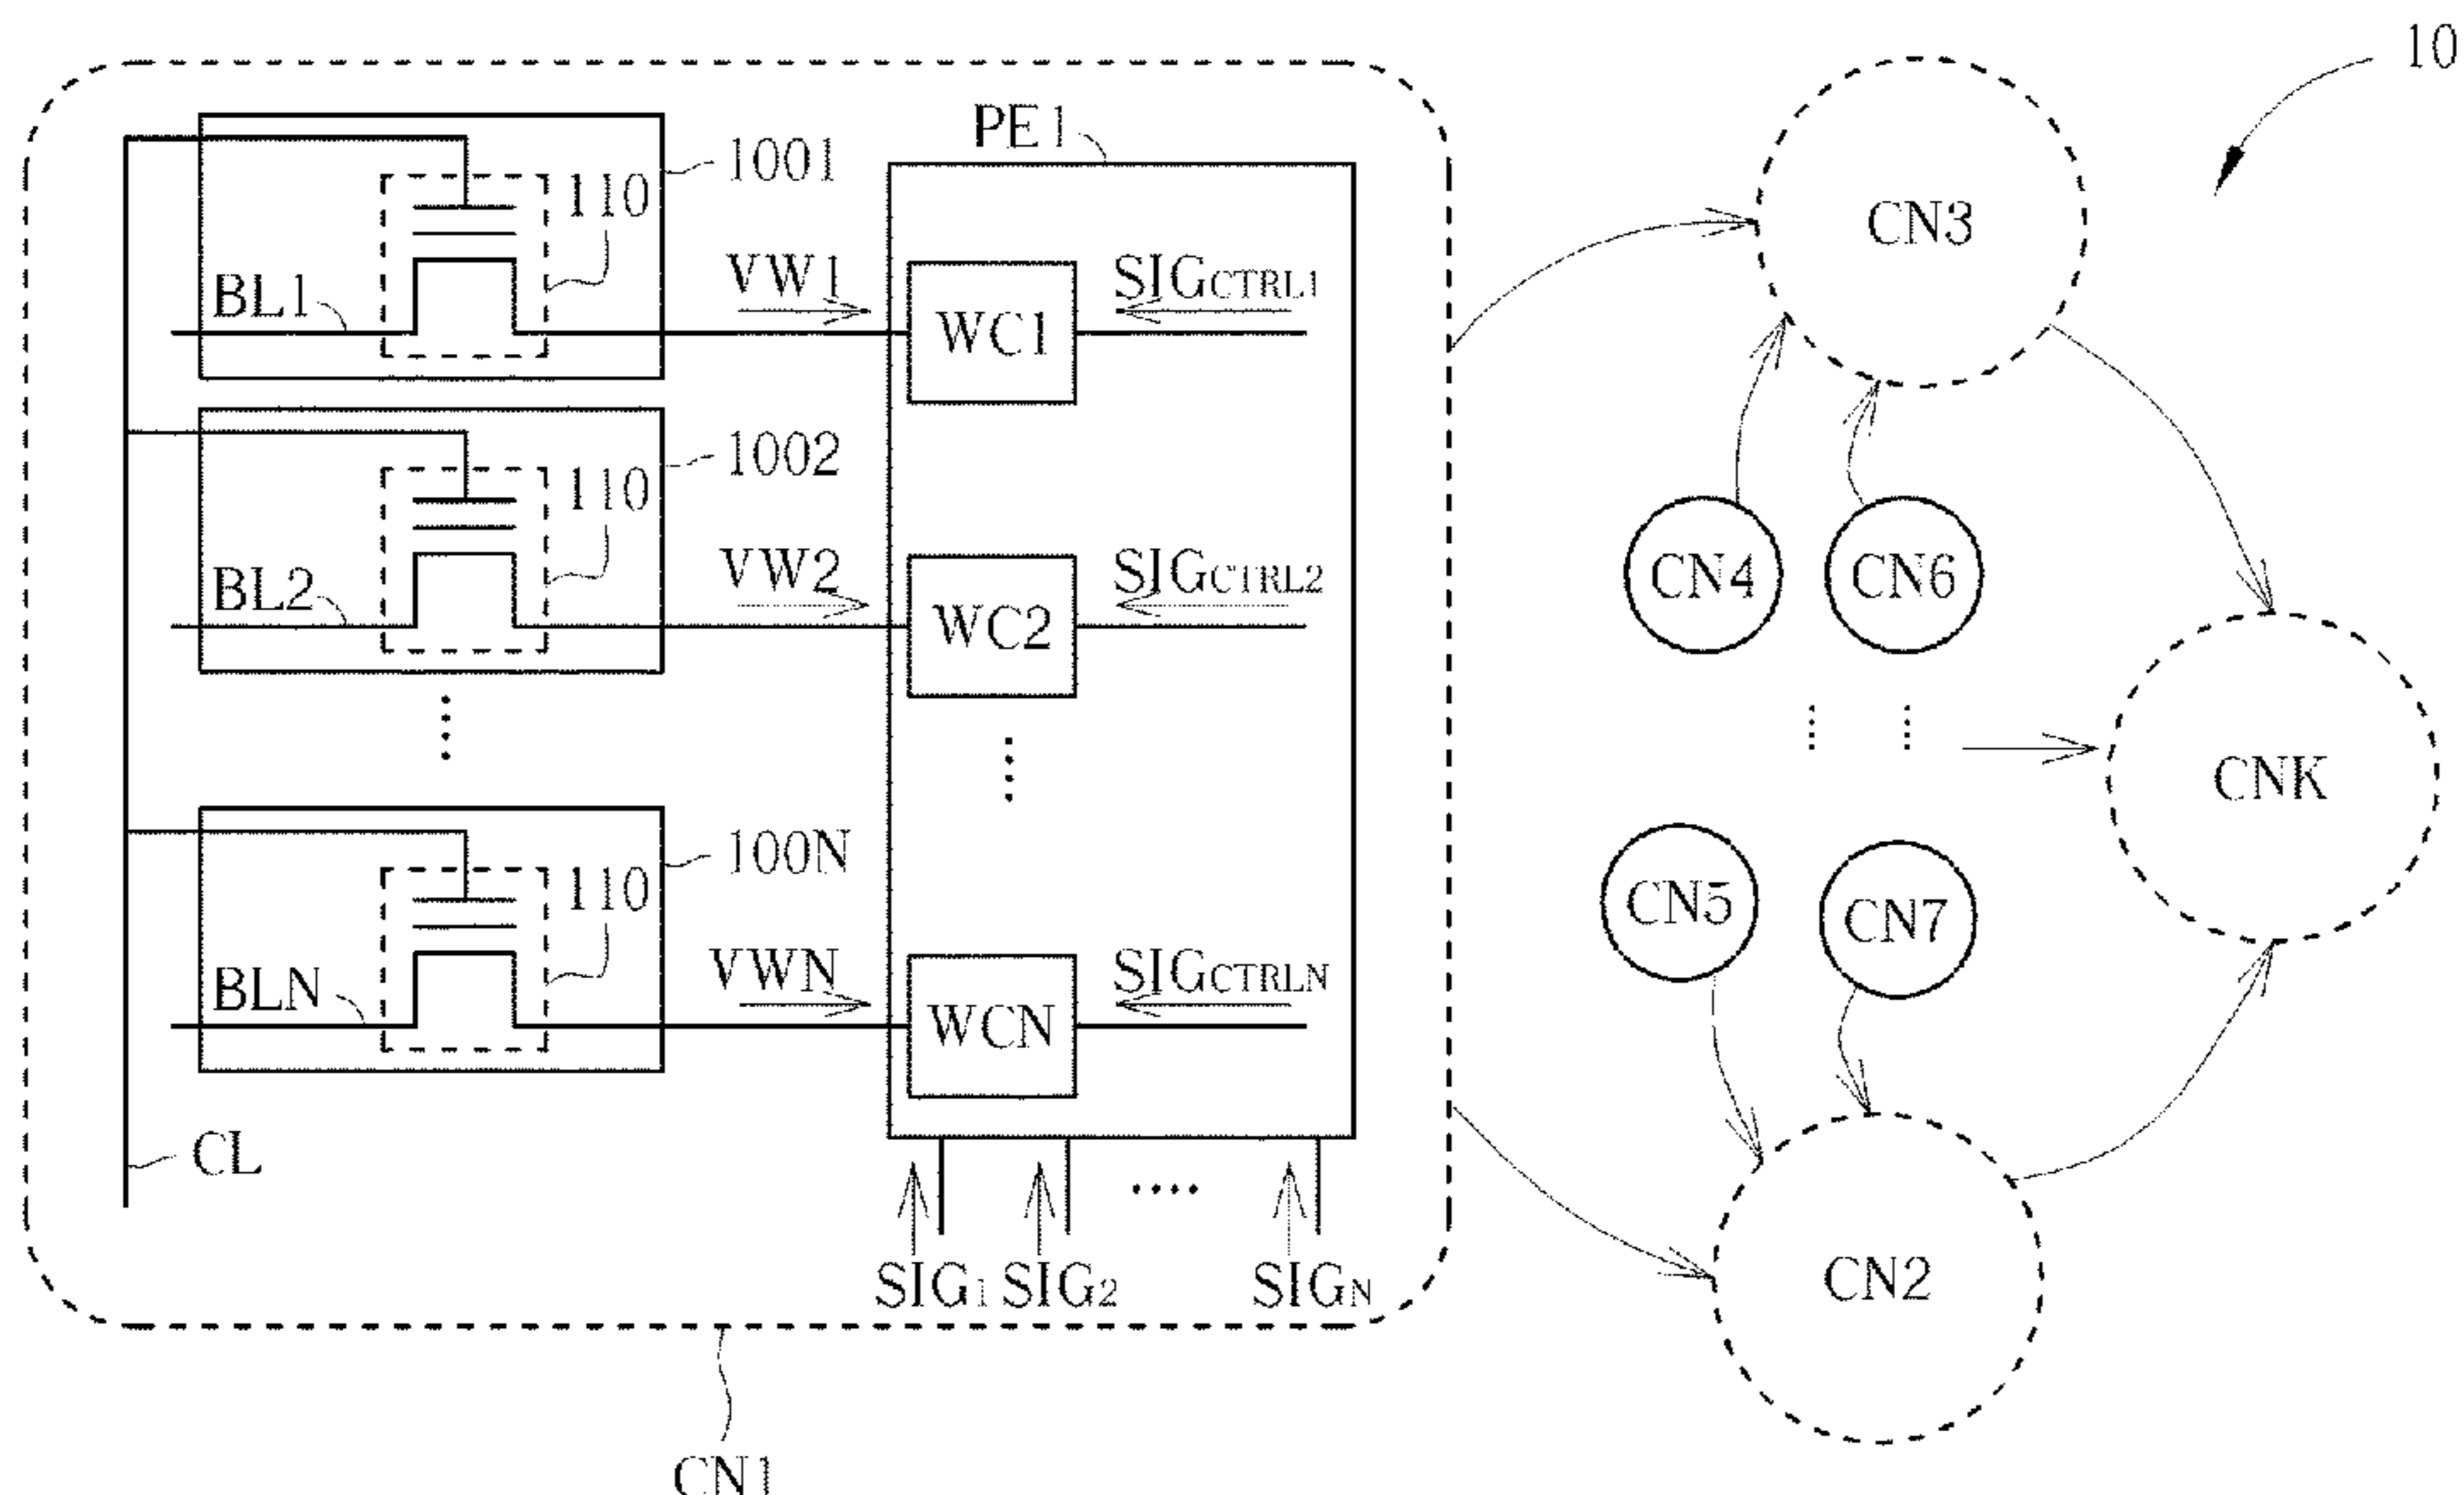 10
PE1
1001
110
CN3
BL1
VW1
SIGCTRL1
WC1
1002
110
BL2
VW2
SIGCTRL2
WC2
CN4
CN6
CNK
100N
110
CN5
CN7
BLN
VWN
SIGCTRLN
WCN
CL
SIG1 SIG2 SIGN
CN2
CN1